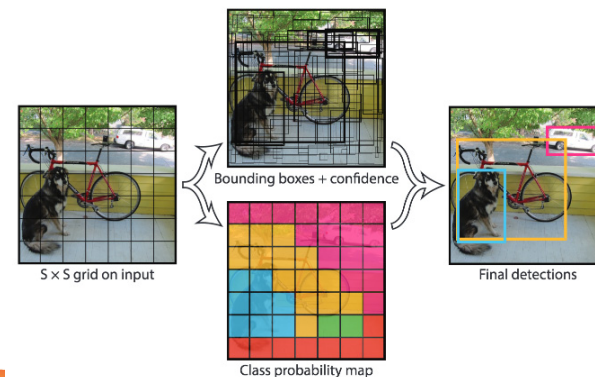 Bounding boxes + confidence
S × S grid on input
Final detections
Class probability map